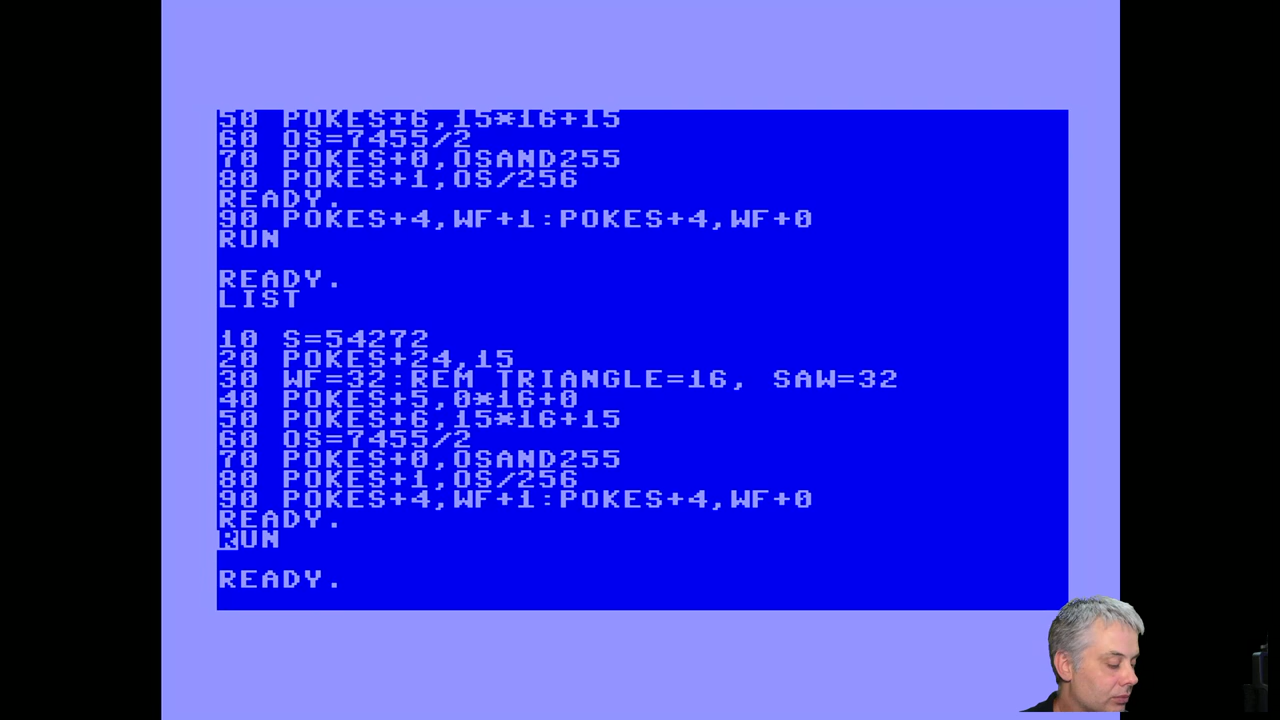 50 POKES+6,15*16+15
60 OS=7455/2
70 POKES+0,OSAND255
80 POKES+1,OS/256
READY.
90 POKES+4,WF+1:POKES+4,WF+0
RUN
READY.
LIST
10 S=54272
20 POKES+24,15
30 WF=32:REM TRIANGLE=16, SAW=32
40 POKES+5,0*16+0
50 POKES+6,15*16+15
60 OS=7455/2
70 POKES+0,OSAND255
80 POKES+1,OS/256
90 POKES+4,WF+1:POKES+4,WF+0
READY.
RUN
READY.